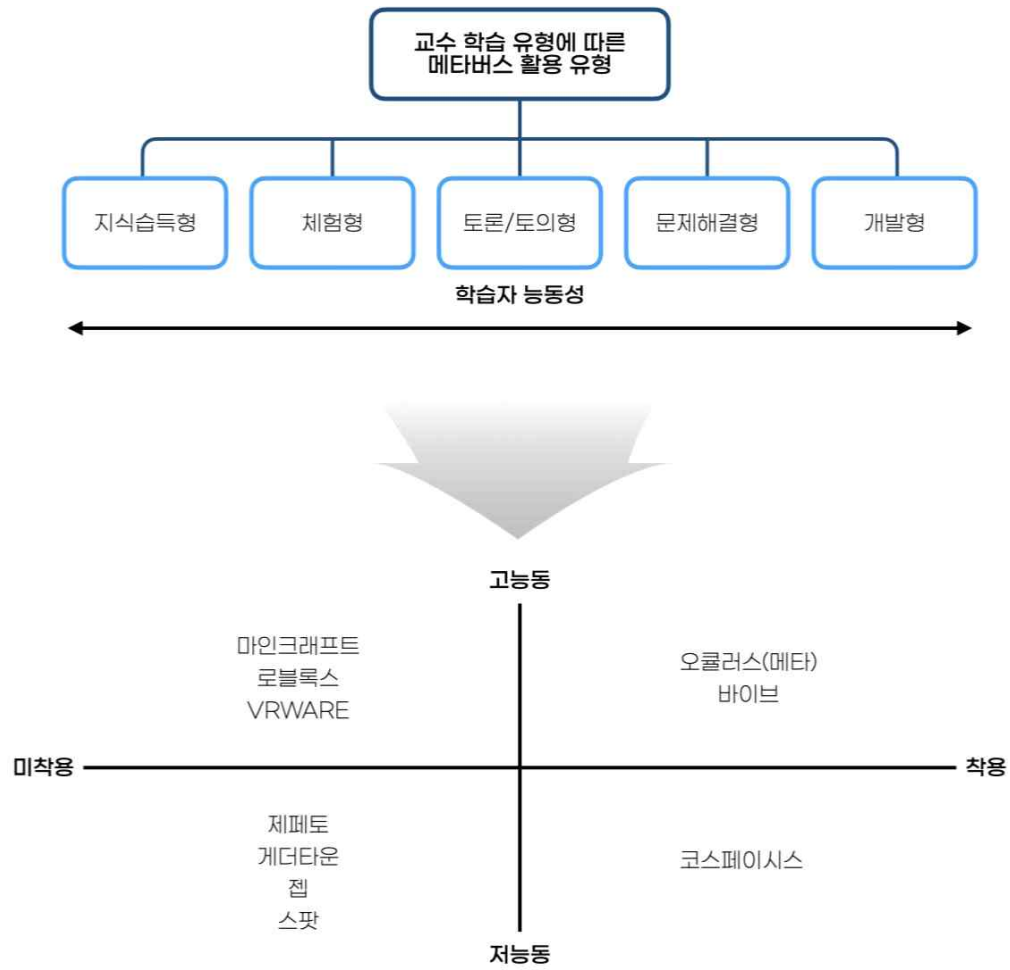 교수 학습 유형에 따른
메타버스 활용 유형
지식습득형
체험형
토론/토의형
문제해결형
개발형
학습자 능동성
고능동
마인크래프트
로블록스
VRWARE
오큘러스(메타)
바이브
미착용
착용
제페토
게더타운
젭
스팟
코스페이시스
저능동